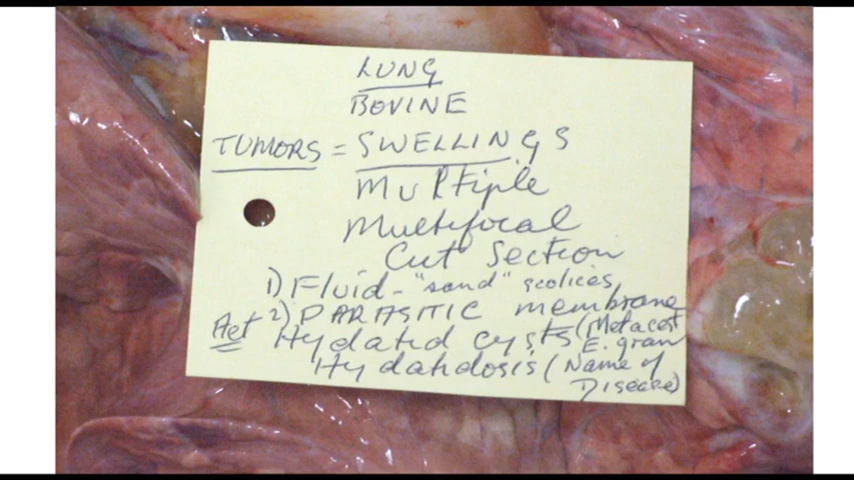 LUNG
BOVINE
TUMORS = SWELLINGS
MULTiple
Multifocal
Cut Section
1) Fluid - "sand" scolices
2) PARASITIC membrane
Aet Hydatid cysts (Metacest
E. gran
Hydatidosis (Name of
Disease)